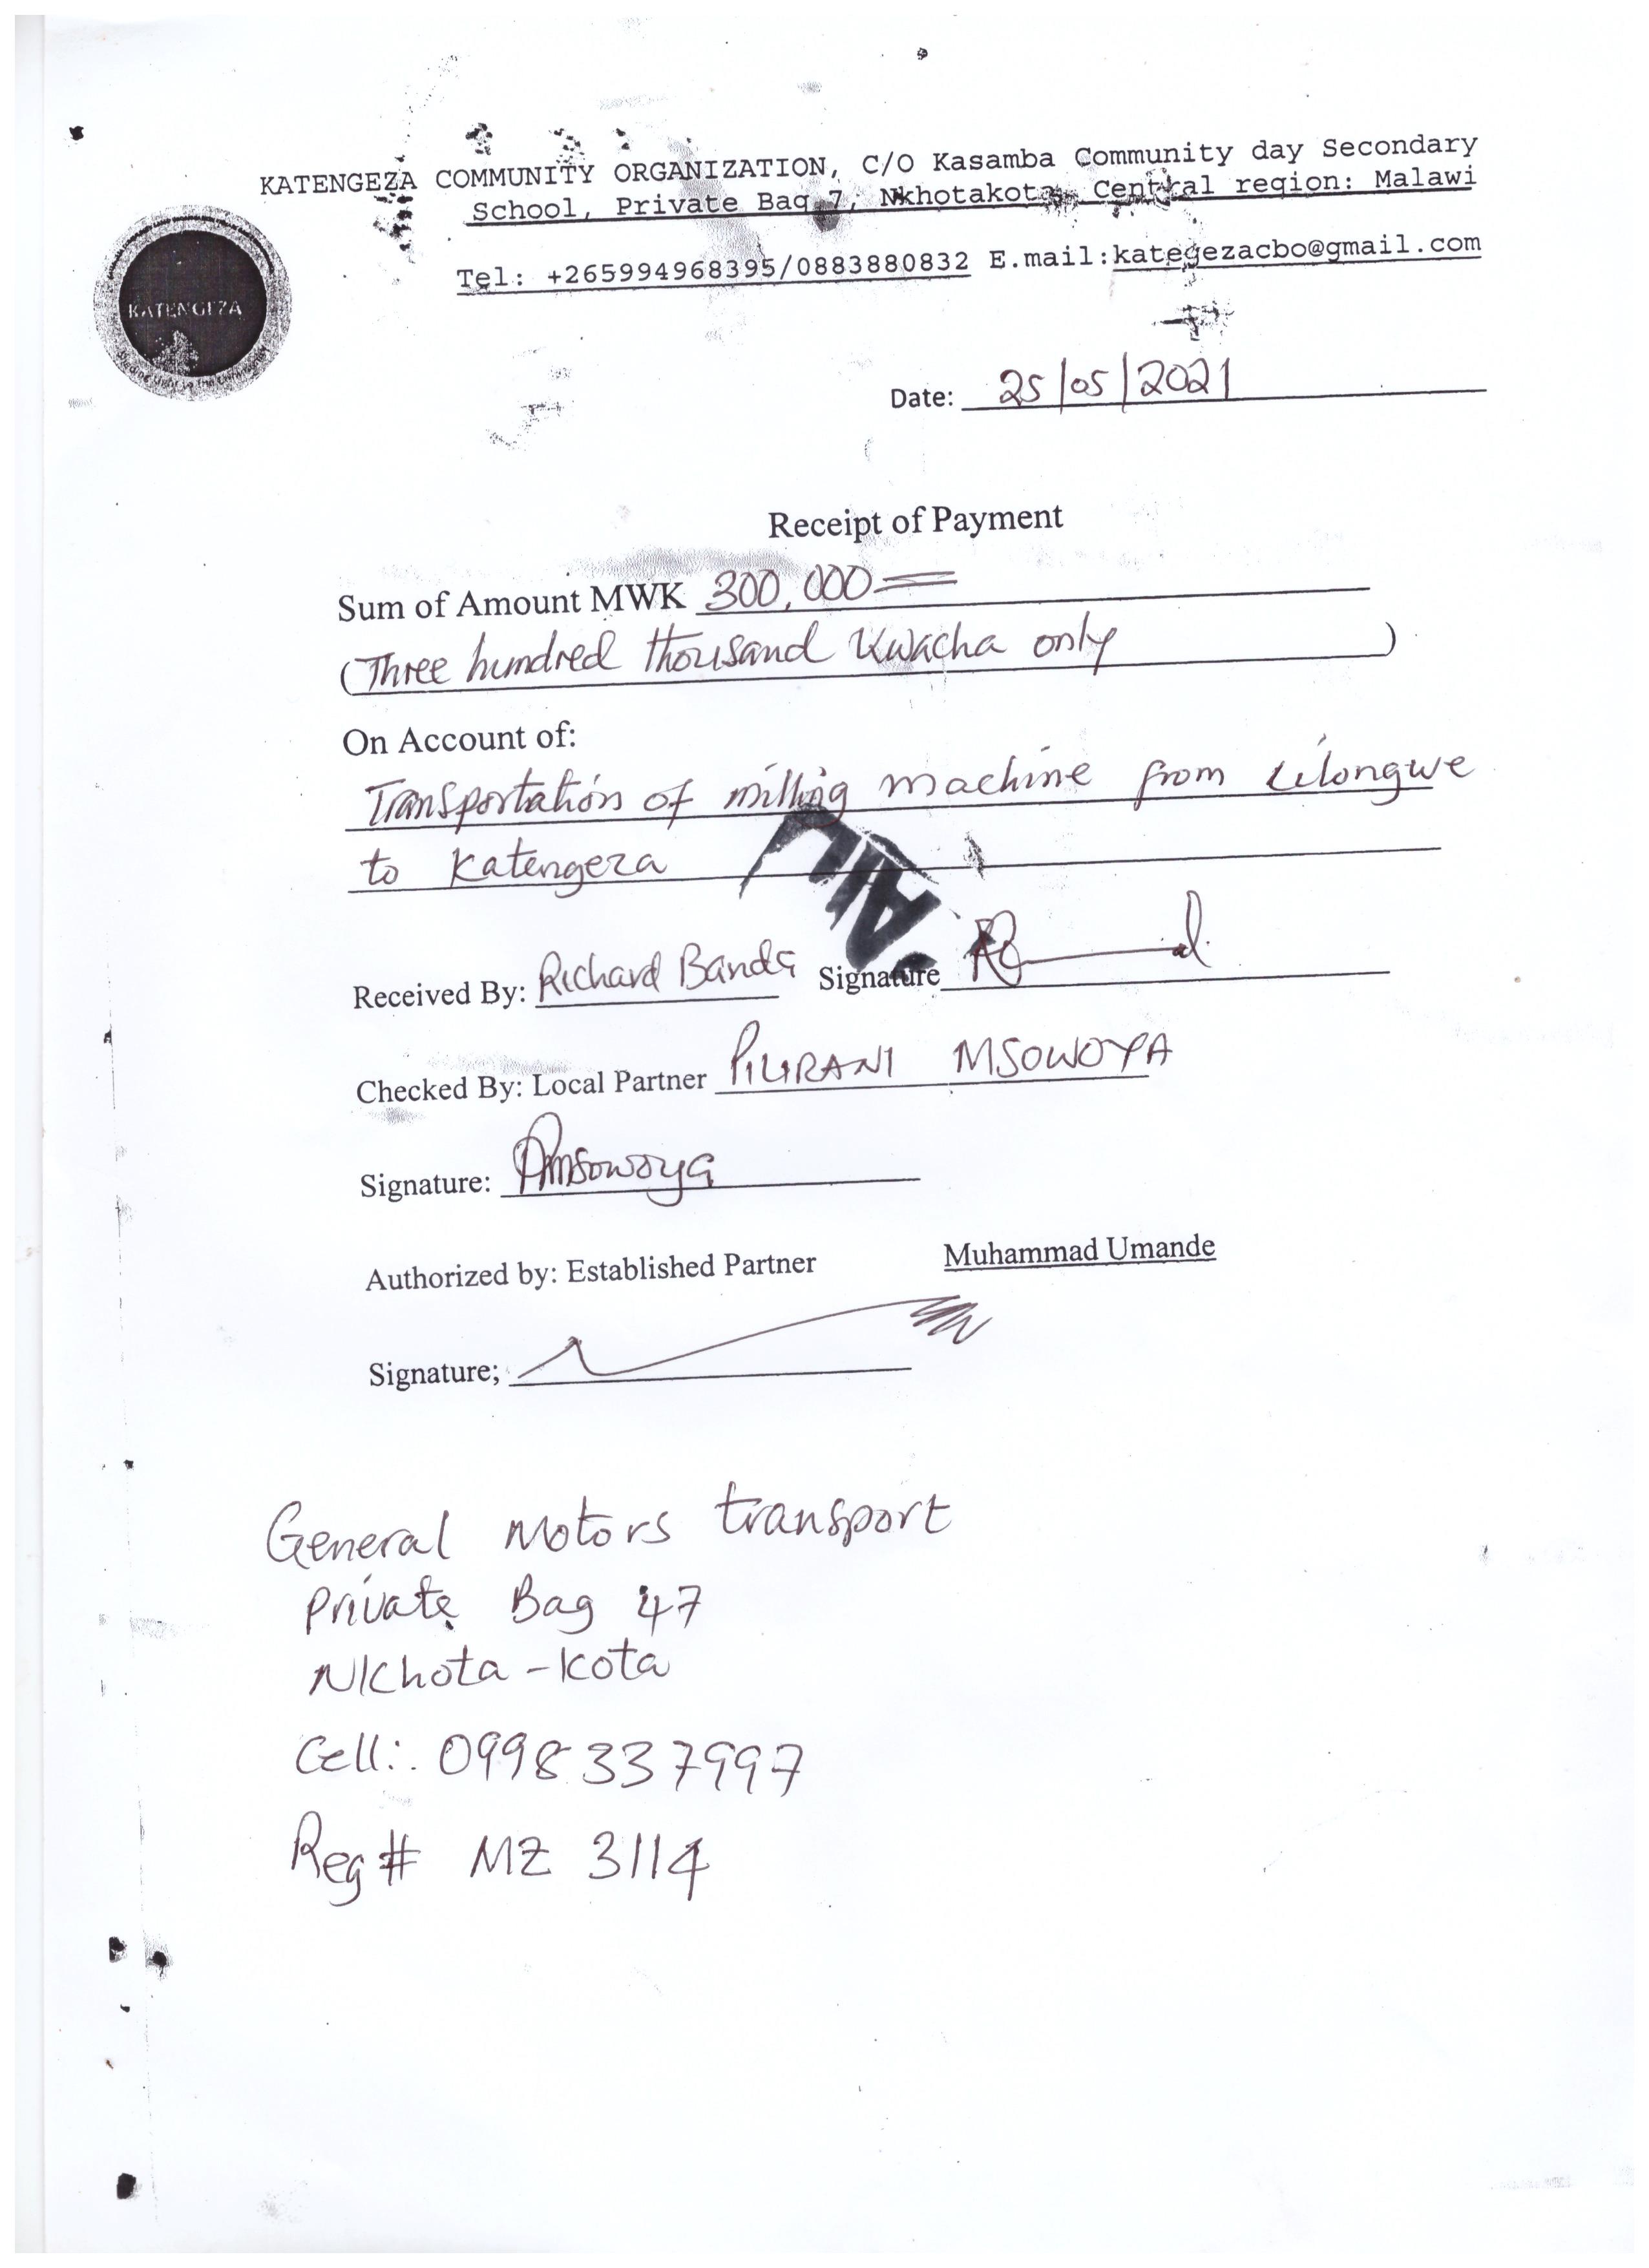 KATENGEZA COMMUNITY ORGANIZATION, C/O Kasamba Community day Secondary
School, Private Bag 7, Nkhotakota, Central region: Malawi
Tel: +265994968395/0883880832 E.mail:kategezacbo@gmail.com
KATENGEZA
Date: 25/05/2021
Receipt of Payment
Sum of Amount MWK 300,000=
(Three hundred thousand Kwacha only)
On Account of:
Transportation of milling machine from Lilongwe
to Katengeza
Received By: Richard Banda Signature
Checked By: Local Partner PILIRANI MSOWOYA
Signature: PMsowoya
Authorized by: Established Partner Muhammad Umande
Signature;
General Motors transport
Private Bag 47
Nkhota-Kota
Cell:. 0998337997
Reg# MZ 3114